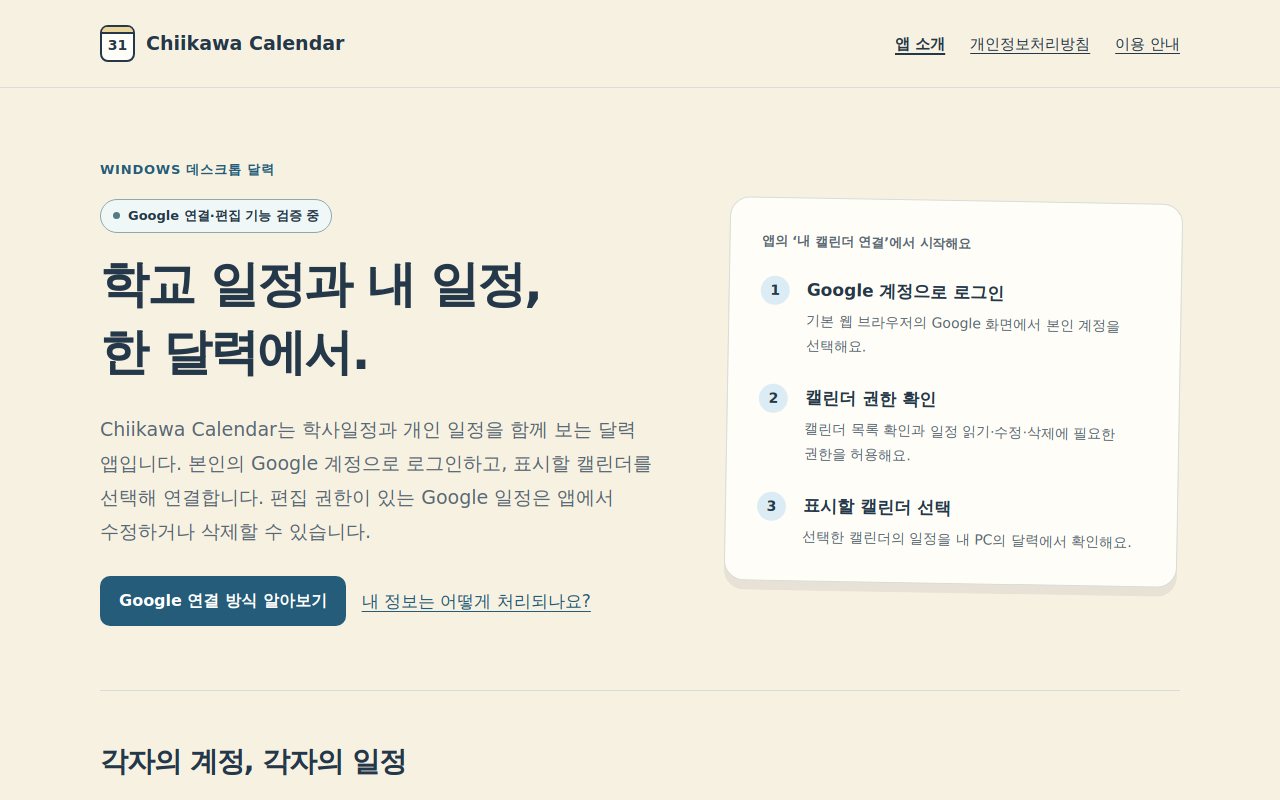 31
Chiikawa Calendar
앱 소개
개인정보처리방침
이용 안내
WINDOWS 데스크톱 달력
Google 연결·편집 기능 검증 중
학교 일정과 내 일정,
한 달력에서.
Chiikawa Calendar는 학사일정과 개인 일정을 함께 보는 달력
앱입니다. 본인의 Google 계정으로 로그인하고, 표시할 캘린더를
선택해 연결합니다. 편집 권한이 있는 Google 일정은 앱에서
수정하거나 삭제할 수 있습니다.
Google 연결 방식 알아보기
내 정보는 어떻게 처리되나요?
앱의 ‘내 캘린더 연결’에서 시작해요
1
Google 계정으로 로그인
기본 웹 브라우저의 Google 화면에서 본인 계정을
선택해요.
2
캘린더 권한 확인
캘린더 목록 확인과 일정 읽기·수정·삭제에 필요한
권한을 허용해요.
3
표시할 캘린더 선택
선택한 캘린더의 일정을 내 PC의 달력에서 확인해요.
각자의 계정, 각자의 일정